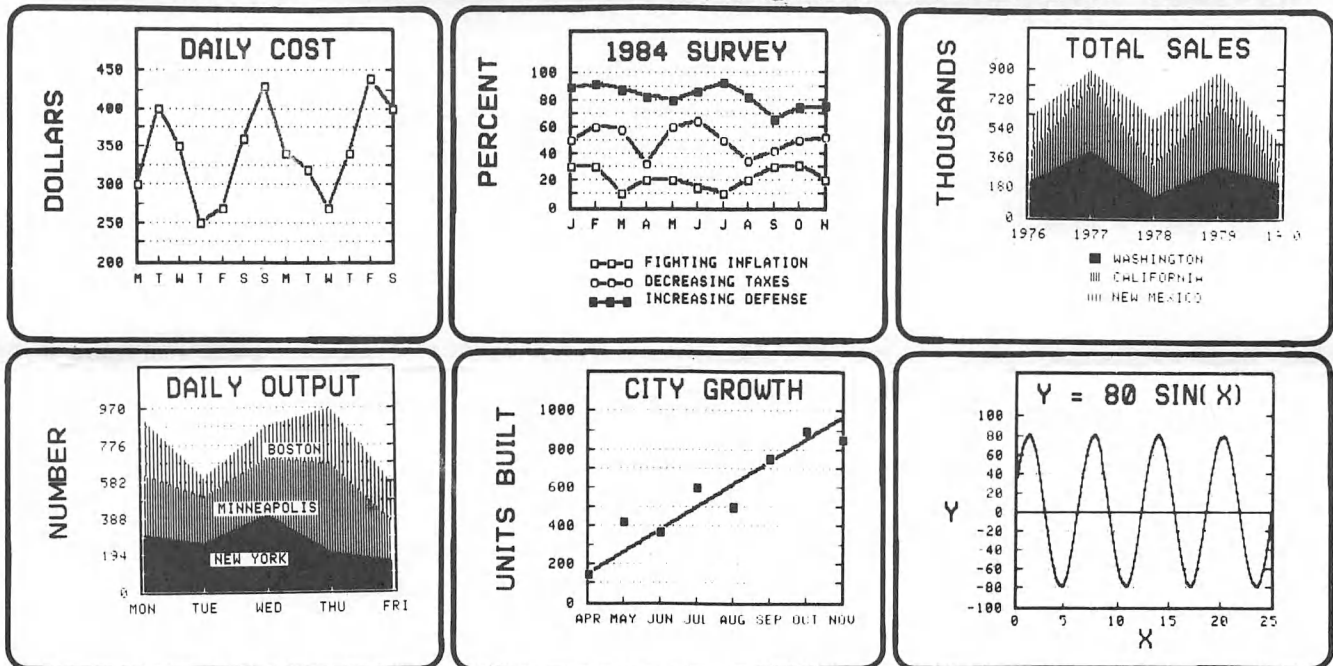 DAILY COST
DOLLARS
450
400
350
300
250
200
M T W T F S S M T W T F S
1984 SURVEY
PERCENT
100
80
60
40
20
0
J F M A M J J A S O N
FIGHTING INFLATION
DECREASING TAXES
INCREASING DEFENSE
TOTAL SALES
THOUSANDS
900
720
540
360
180
0
1976 1977 1978 1979
WASHINGTON
CALIFORNIA
NEW MEXICO
DAILY OUTPUT
NUMBER
970
776
582
388
194
0
BOSTON
MINNEAPOLIS
NEW YORK
MON TUE WED THU FRI
CITY GROWTH
UNITS BUILT
1000
800
600
400
200
0
APR MAY JUN JUL AUG SEP OCT NOV
Y = 80 SIN(X)
Y
100
80
60
40
20
0
-20
-40
-60
-80
-100
0 5 10 15 20 25
X